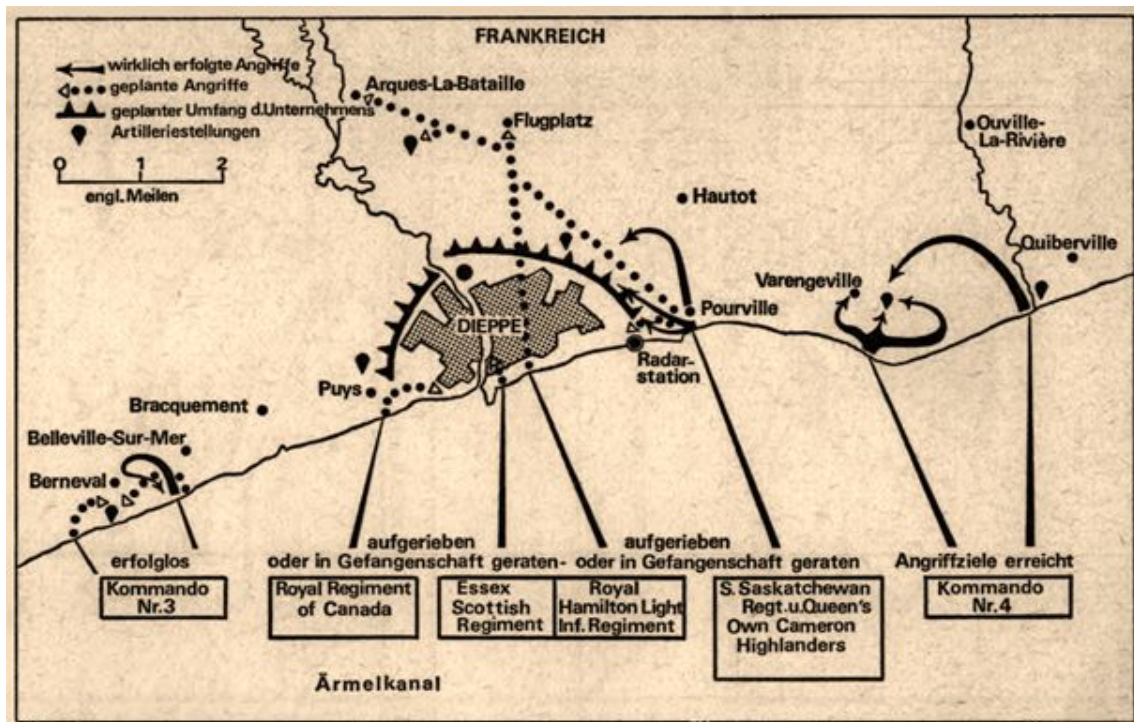 FRANKREICH
wirklich erfolgte Angriffe
geplante Angriffe
geplanter Umfang d.Unternehmens
Artilleriestellungen
0 1 2
engl. Meilen
Arques-La-Bataille
Flugplatz
Ouville-
La-Rivière
Hautot
Quiberville
Varengeville
Pourville
DIEPPE
Radar-
station
Puys
Bracquement
Belleville-Sur-Mer
Berneval
erfolglos
Kommando
Nr.3
aufgerieben
oder in Gefangenschaft geraten-
Royal Regiment
of Canada
Essex
Scottish
Regiment
aufgerieben
oder in Gefangenschaft geraten
Royal
Hamilton Light
Inf. Regiment
S. Saskatchewan
Regt. u. Queen's
Own Cameron
Highlanders
Angriffziele erreicht
Kommando
Nr.4
Ärmelkanal